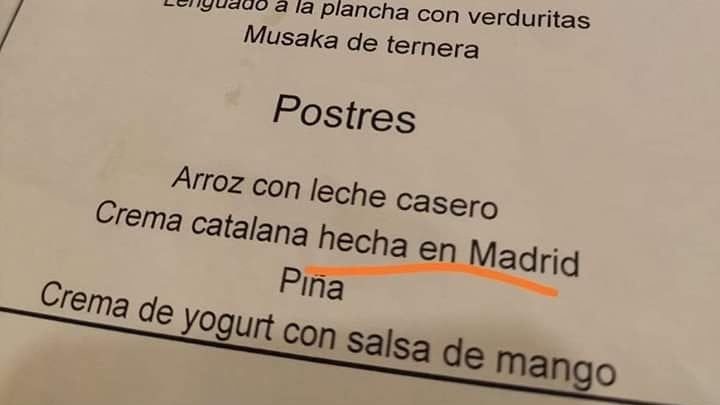 Lenguado a la plancha con verduritas
Musaka de ternera
Postres
Arroz con leche casero
Crema catalana hecha en Madrid
Piña
Crema de yogurt con salsa de mango